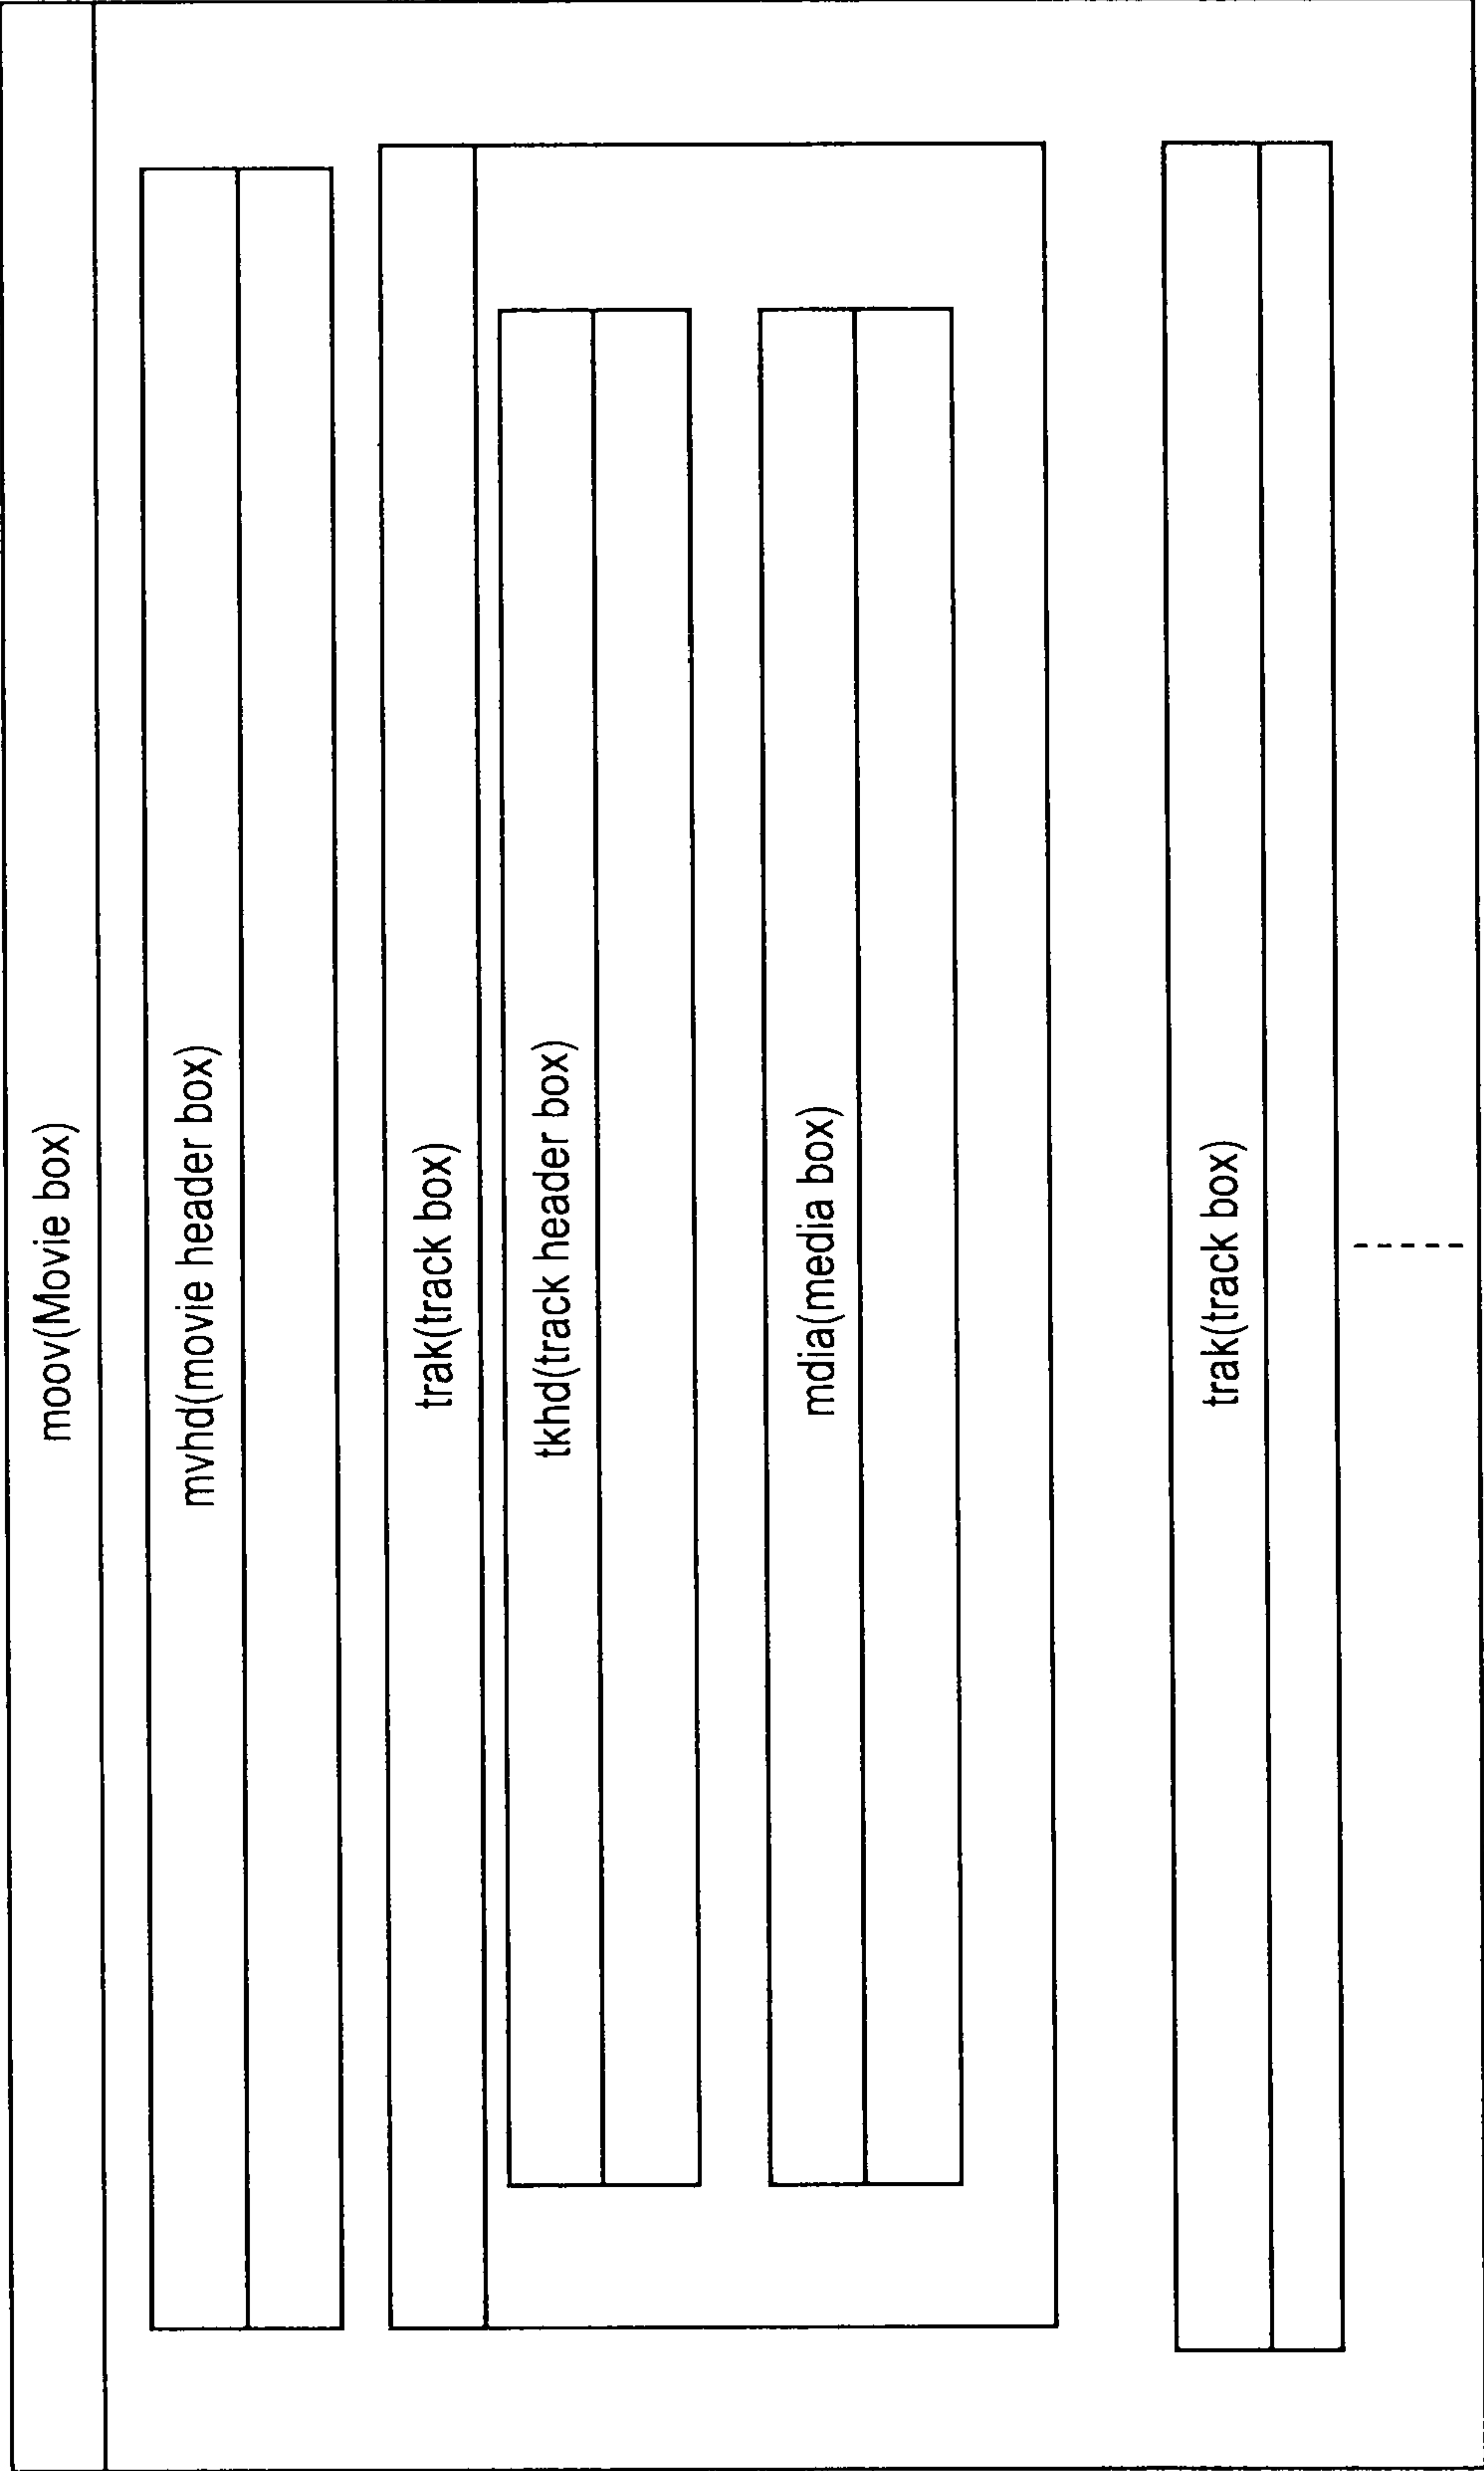 moov(Movie box)
mvhd(movie header box)
trak(track box)
tkhd(track header box)
mdia(media box)
trak(track box)